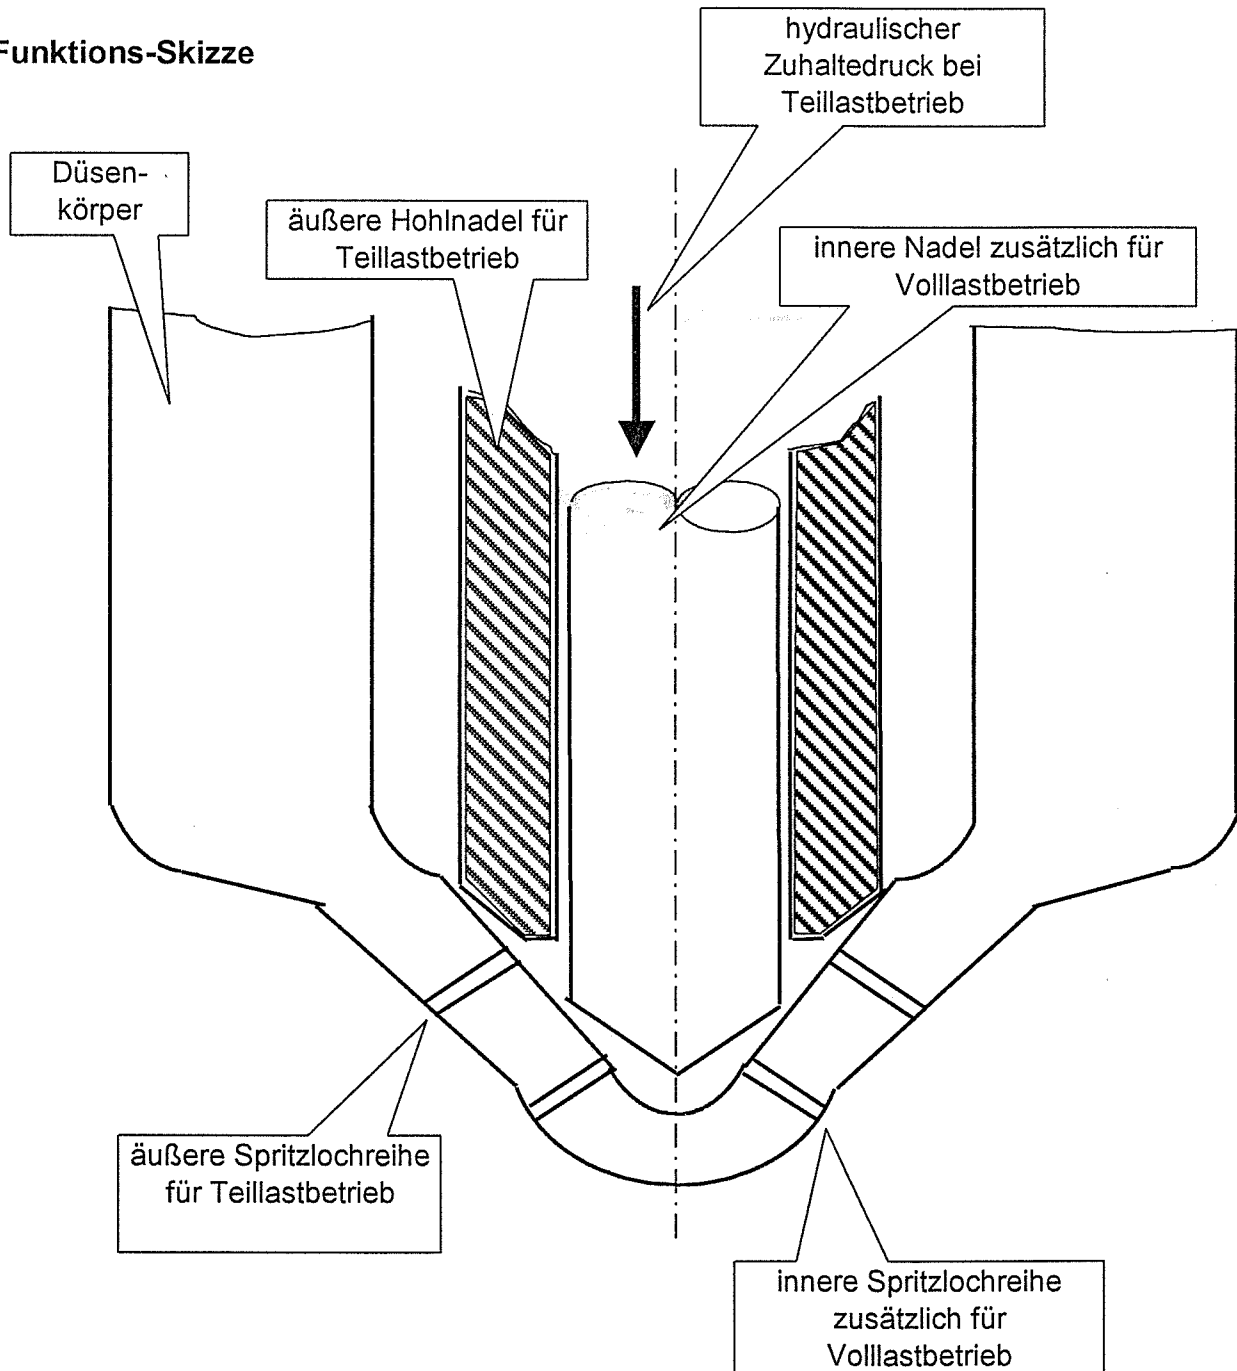 Funktions-Skizze
hydraulischer
Zuhaltedruck bei
Teillastbetrieb
Düsen-
körper
äußere Hohlnadel für
Teillastbetrieb
innere Nadel zusätzlich für
Volllastbetrieb
äußere Spritzlochreihe
für Teillastbetrieb
innere Spritzlochreihe
zusätzlich für
Volllastbetrieb